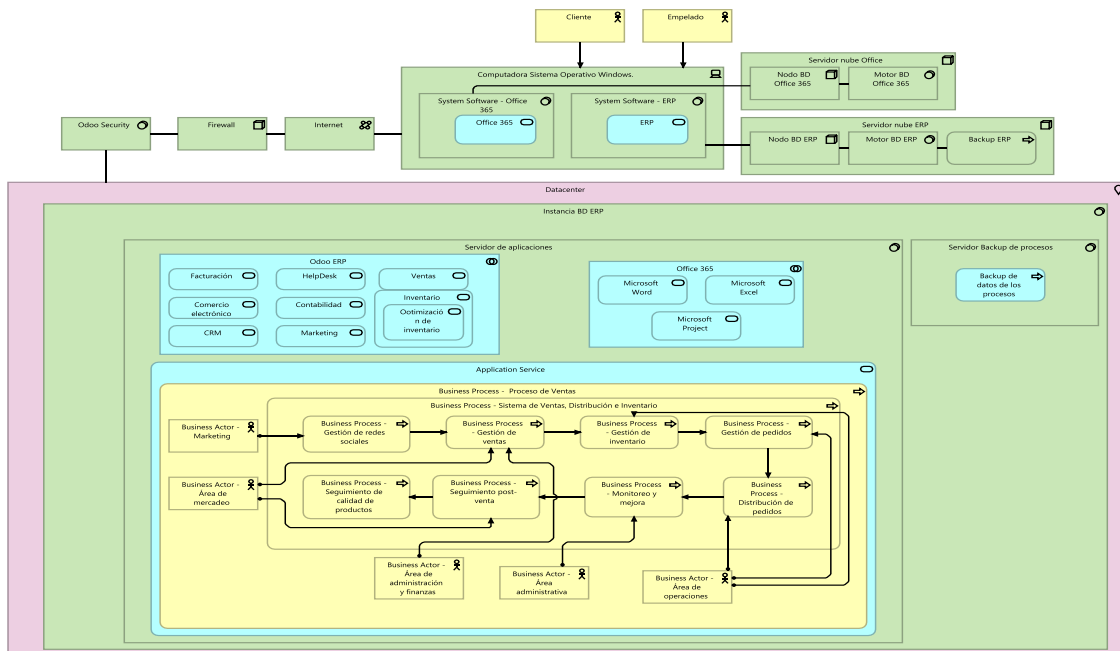 Cliente
Empelado
Computadora Sistema Operativo Windows.
System Software - Office
365
Office 365
System Software - ERP
ERP
Servidor nube Office
Nodo BD
Office 365
Motor BD
Office 365
Servidor nube ERP
Nodo BD ERP
Motor BD ERP
Backup ERP
Odoo Security
Firewall
Internet
Datacenter
Instancia BD ERP
Servidor de aplicaciones
Servidor Backup de procesos
Backup de
datos de los
procesos
Odoo ERP
Facturación
HelpDesk
Ventas
Comercio
electrónico
Contabilidad
Inventario
Ootimizació
n de
inventario
CRM
Marketing
Office 365
Microsoft
Word
Microsoft
Excel
Microsoft
Project
Application Service
Business Process -  Proceso de Ventas
Business Process - Sistema de Ventas, Distribución e Inventario
Business Actor -
Marketing
Business Process -
Gestión de redes
sociales
Business Process
- Gestión de
ventas
Business Process
- Gestión de
inventario
Business Process
- Gestión de pedidos
Business Actor -
Área de
mercadeo
Business Process -
Seguimiento de
calidad de
productos
Business Process -
Seguimiento post-
venta
Business Process
- Monitoreo y
mejora
Business
Process -
Distribución de
pedidos
Business Actor -
Área de
administración
y finanzas
Business Actor -
Área
administrativa
Business Actor -
Área de
operaciones